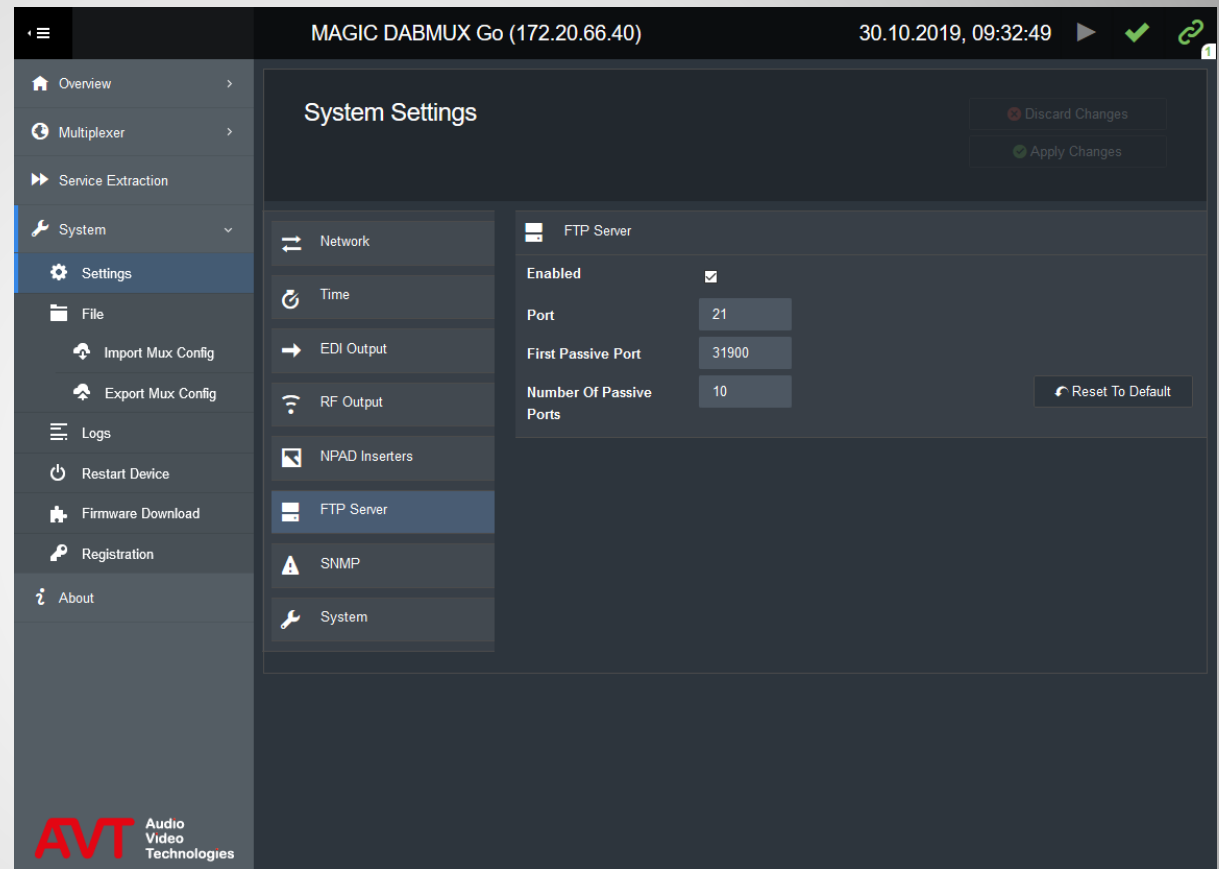 MAGIC DABMUX Go (172.20.66.40)
30.10.2019, 09:32:49
1
Overview
Multiplexer
Service Extraction
System
Settings
File
Import Mux Config
Export Mux Config
Logs
Restart Device
Firmware Download
Registration
About
System Settings
Discard Changes
Apply Changes
Network
Time
EDI Output
RF Output
NPAD Inserters
FTP Server
SNMP
System
FTP Server
Enabled
Port
21
First Passive Port
31900
Number Of Passive
Ports
10
Reset To Default
AVT
Audio
Video
Technologies